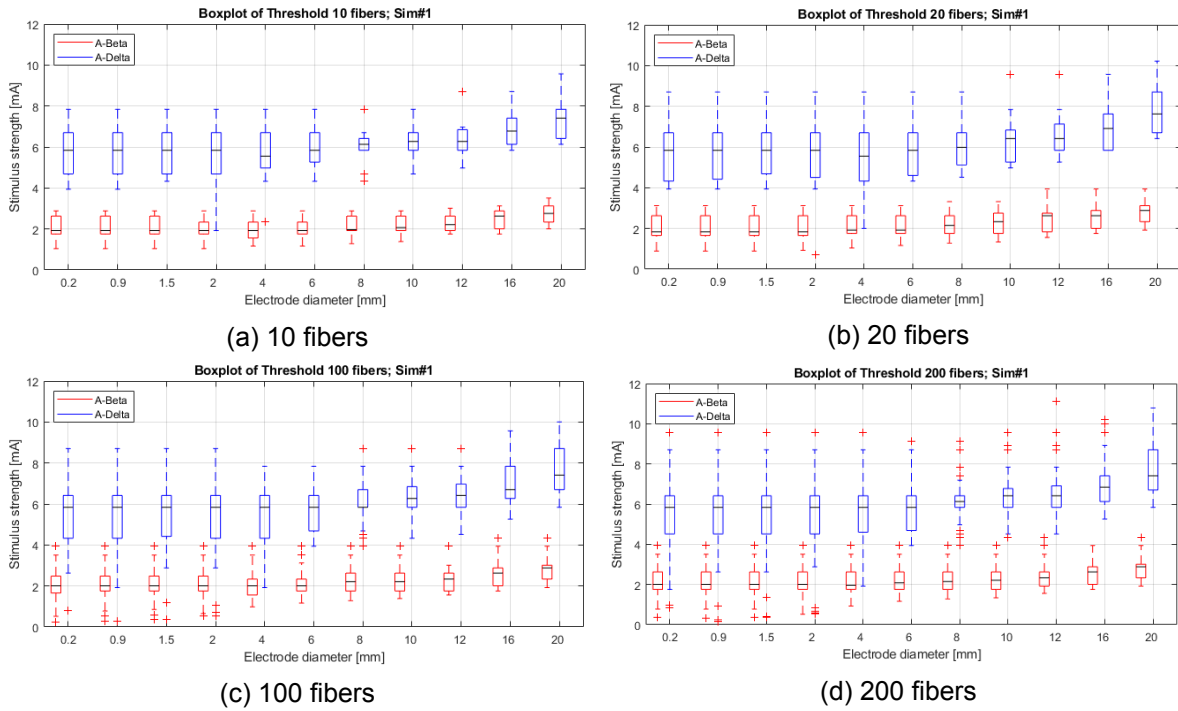 Boxplot of Threshold 10 fibers; Sim#1
Stimulus strength [mA]
12
10
8
6
4
2
0
A-Beta
A-Delta
0.2 0.9 1.5 2 4 6 8 10 12 16 20
Electrode diameter [mm]
(a) 10 fibers
Boxplot of Threshold 20 fibers; Sim#1
Stimulus strength [mA]
12
10
8
6
4
2
0
A-Beta
A-Delta
0.2 0.9 1.5 2 4 6 8 10 12 16 20
Electrode diameter [mm]
(b) 20 fibers
Boxplot of Threshold 100 fibers; Sim#1
Stimulus strength [mA]
12
10
8
6
4
2
0
A-Beta
A-Delta
0.2 0.9 1.5 2 4 6 8 10 12 16 20
Electrode diameter [mm]
(c) 100 fibers
Boxplot of Threshold 200 fibers; Sim#1
Stimulus strength [mA]
12
10
8
6
4
2
0
A-Beta
A-Delta
0.2 0.9 1.5 2 4 6 8 10 12 16 20
Electrode diameter [mm]
(d) 200 fibers